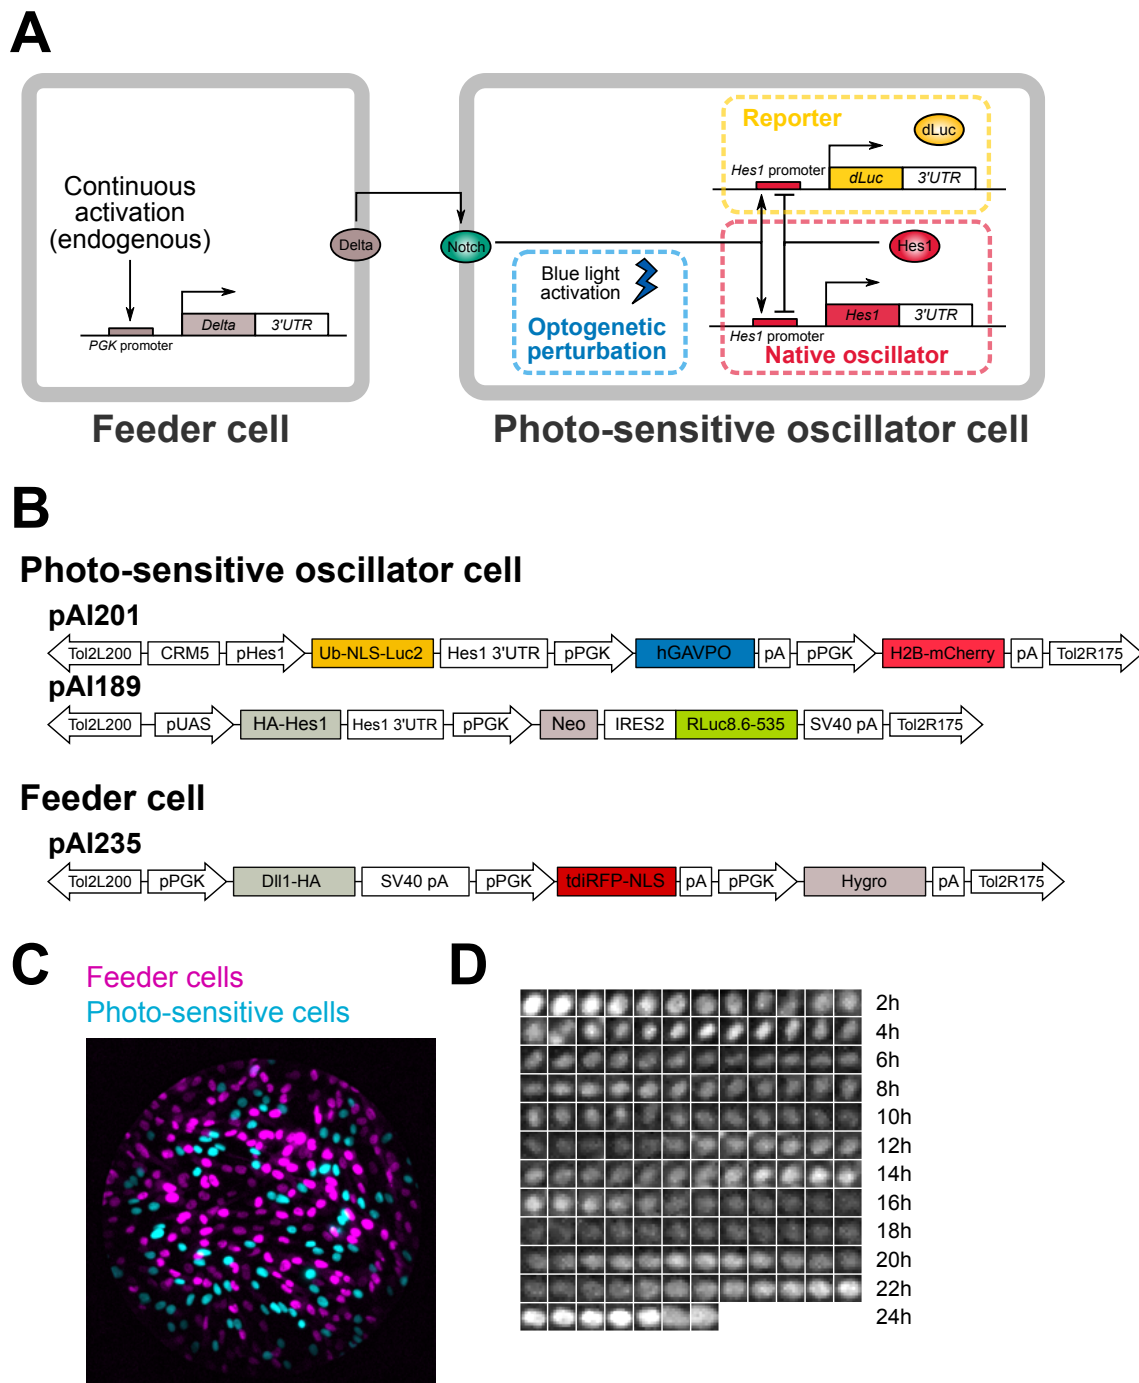 A
Continuous
activation
(endogenous)
PGK promoter
Delta
3'UTR
Delta
Notch
Blue light
activation
Optogenetic
perturbation
Reporter
dLuc
Hes1 promoter
dLuc
3'UTR
Hes1
Hes1
3'UTR
Hes1 promoter
Native oscillator
Feeder cell
Photo-sensitive oscillator cell
B
Photo-sensitive oscillator cell
pAI201
Tol2L200 CRM5 pHes1 Ub-NLS-Luc2 Hes1 3'UTR pPGK hGAVPO pA pPGK H2B-mCherry pA Tol2R175
pAI189
Tol2L200 pUAS HA-Hes1 Hes1 3'UTR pPGK Neo IRES2 RLuc8.6-535 SV40 pA Tol2R175
Feeder cell
pAI235
Tol2L200 pPGK Dll1-HA SV40 pA pPGK tdiRFP-NLS pA pPGK Hygro pA Tol2R175
C
Feeder cells
Photo-sensitive cells
D
2h
4h
6h
8h
10h
12h
14h
16h
18h
20h
22h
24h